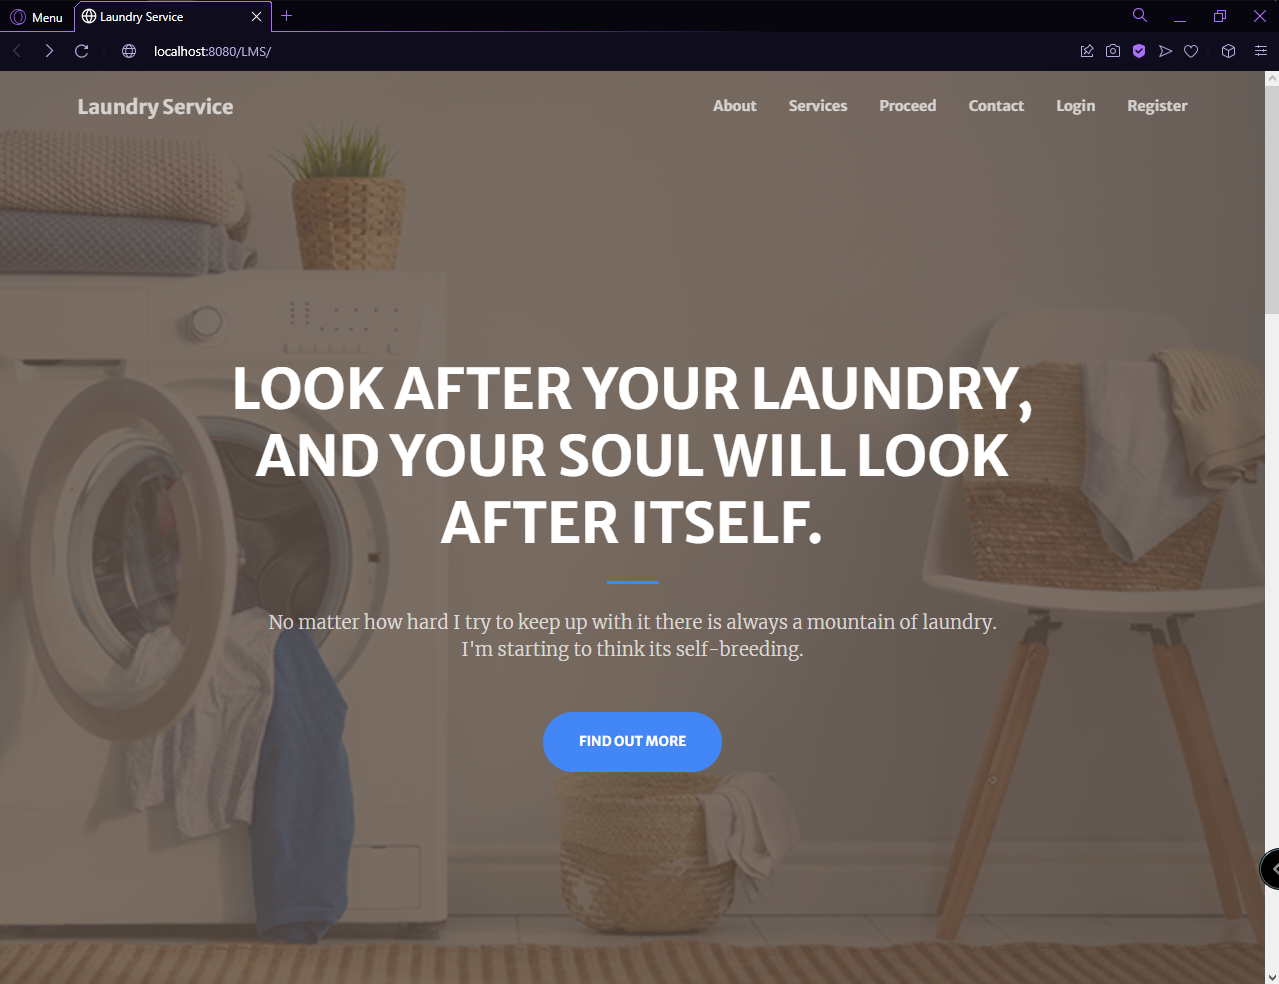 Menu
Laundry Service
localhost:8080/LMS/
Laundry Service
About
Services
Proceed
Contact
Login
Register
LOOK AFTER YOUR LAUNDRY,
AND YOUR SOUL WILL LOOK
AFTER ITSELF.
No matter how hard I try to keep up with it there is always a mountain of laundry.
I'm starting to think its self-breeding.
FIND OUT MORE